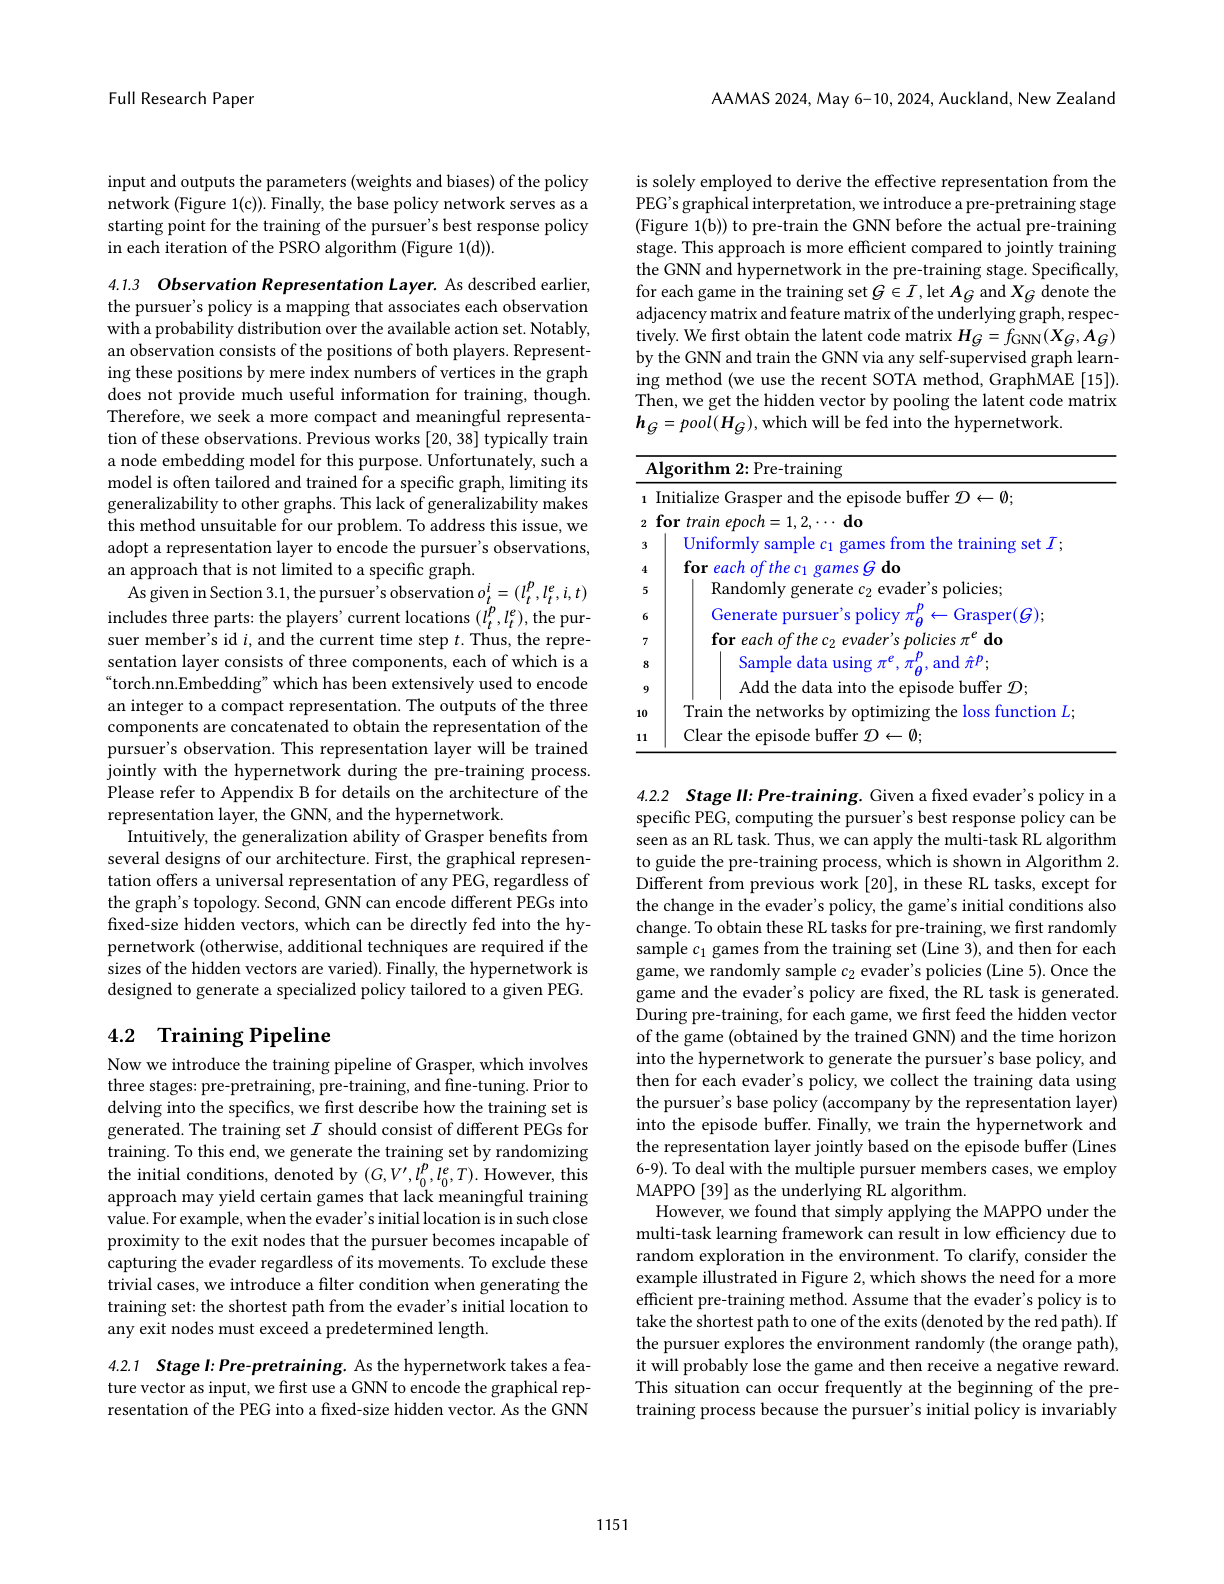 Full Research Paper
AAMAS 2024, May 6–10, 2024, Auckland, New Zealand
input and outputs the parameters (weights and biases) of the policy
network (Figure 1(c)). Finally, the base policy network serves as a
starting point for the training of the pursuer's best response policy
in each iteration of the PSRO algorithm (Figure 1(d)).
4.1.3 Observation Representation Layer. As described earlier,
the pursuer's policy is a mapping that associates each observation
with a probability distribution over the available action set. Notably,
an observation consists of the positions of both players. Represent-
ing these positions by mere index numbers of vertices in the graph
does not provide much useful information for training, though.
Therefore, we seek a more compact and meaningful representa-
tion of these observations. Previous works [20, 38] typically train
a node embedding model for this purpose. Unfortunately, such a
model is often tailored and trained for a specific graph, limiting its
generalizability to other graphs. This lack of generalizability makes
this method unsuitable for our problem. To address this issue, we
adopt a representation layer to encode the pursuer's observations,
an approach that is not limited to a specific graph.
As given in Section 3.1, the pursuer's observation $o_t^i = (l_t^p, l_t^e, i, t)$
includes three parts: the players' current locations $(l_t^p, l_t^e)$, the pur-
suer member's id $i$, and the current time step $t$. Thus, the repre-
sentation layer consists of three components, each of which is a
“torch.nn.Embedding” which has been extensively used to encode
an integer to a compact representation. The outputs of the three
components are concatenated to obtain the representation of the
pursuer's observation. This representation layer will be trained
jointly with the hypernetwork during the pre-training process.
Please refer to Appendix B for details on the architecture of the
representation layer, the GNN, and the hypernetwork.
Intuitively, the generalization ability of Grasper benefits from
several designs of our architecture. First, the graphical represen-
tation offers a universal representation of any PEG, regardless of
the graph's topology. Second, GNN can encode different PEGs into
fixed-size hidden vectors, which can be directly fed into the hy-
pernetwork (otherwise, additional techniques are required if the
sizes of the hidden vectors are varied). Finally, the hypernetwork is
designed to generate a specialized policy tailored to a given PEG.
4.2 Training Pipeline
Now we introduce the training pipeline of Grasper, which involves
three stages: pre-pretraining, pre-training, and fine-tuning. Prior to
delving into the specifics, we first describe how the training set is
generated. The training set $\mathcal{I}$ should consist of different PEGs for
training. To this end, we generate the training set by randomizing
the initial conditions, denoted by $(G, V', l_0^p, l_0^e, T)$. However, this
approach may yield certain games that lack meaningful training
value. For example, when the evader's initial location is in such close
proximity to the exit nodes that the pursuer becomes incapable of
capturing the evader regardless of its movements. To exclude these
trivial cases, we introduce a filter condition when generating the
training set: the shortest path from the evader's initial location to
any exit nodes must exceed a predetermined length.
4.2.1 Stage I: Pre-pretraining. As the hypernetwork takes a fea-
ture vector as input, we first use a GNN to encode the graphical rep-
resentation of the PEG into a fixed-size hidden vector. As the GNN
is solely employed to derive the effective representation from the
PEG's graphical interpretation, we introduce a pre-pretraining stage
(Figure 1(b)) to pre-train the GNN before the actual pre-training
stage. This approach is more efficient compared to jointly training
the GNN and hypernetwork in the pre-training stage. Specifically,
for each game in the training set $\mathcal{G} \in \mathcal{I}$, let $A_\mathcal{G}$ and $X_\mathcal{G}$ denote the
adjacency matrix and feature matrix of the underlying graph, respec-
tively. We first obtain the latent code matrix $H_\mathcal{G} = f_{\text{GNN}}(X_\mathcal{G}, A_\mathcal{G})$
by the GNN and train the GNN via any self-supervised graph learn-
ing method (we use the recent SOTA method, GraphMAE [15]).
Then, we get the hidden vector by pooling the latent code matrix
$h_\mathcal{G} = pool(H_\mathcal{G})$, which will be fed into the hypernetwork.
Algorithm 2: Pre-training
1 Initialize Grasper and the episode buffer $\mathcal{D} \leftarrow \emptyset$;
2 for train epoch = 1, 2, · · · do
3 Uniformly sample $c_1$ games from the training set $\mathcal{I}$;
4 for each of the $c_1$ games $\mathcal{G}$ do
5 Randomly generate $c_2$ evader's policies;
6 Generate pursuer's policy $\pi_\theta^p \leftarrow$ Grasper($\mathcal{G}$);
7 for each of the $c_2$ evader's policies $\pi^e$ do
8 Sample data using $\pi^e$, $\pi_\theta^p$, and $\hat{\pi}^p$;
9 Add the data into the episode buffer $\mathcal{D}$;
10 Train the networks by optimizing the loss function $L$;
11 Clear the episode buffer $\mathcal{D} \leftarrow \emptyset$;
4.2.2 Stage II: Pre-training. Given a fixed evader's policy in a
specific PEG, computing the pursuer's best response policy can be
seen as an RL task. Thus, we can apply the multi-task RL algorithm
to guide the pre-training process, which is shown in Algorithm 2.
Different from previous work [20], in these RL tasks, except for
the change in the evader's policy, the game's initial conditions also
change. To obtain these RL tasks for pre-training, we first randomly
sample $c_1$ games from the training set (Line 3), and then for each
game, we randomly sample $c_2$ evader's policies (Line 5). Once the
game and the evader's policy are fixed, the RL task is generated.
During pre-training, for each game, we first feed the hidden vector
of the game (obtained by the trained GNN) and the time horizon
into the hypernetwork to generate the pursuer's base policy, and
then for each evader's policy, we collect the training data using
the pursuer's base policy (accompany by the representation layer)
into the episode buffer. Finally, we train the hypernetwork and
the representation layer jointly based on the episode buffer (Lines
6-9). To deal with the multiple pursuer members cases, we employ
MAPPO [39] as the underlying RL algorithm.
However, we found that simply applying the MAPPO under the
multi-task learning framework can result in low efficiency due to
random exploration in the environment. To clarify, consider the
example illustrated in Figure 2, which shows the need for a more
efficient pre-training method. Assume that the evader's policy is to
take the shortest path to one of the exits (denoted by the red path). If
the pursuer explores the environment randomly (the orange path),
it will probably lose the game and then receive a negative reward.
This situation can occur frequently at the beginning of the pre-
training process because the pursuer's initial policy is invariably
1151